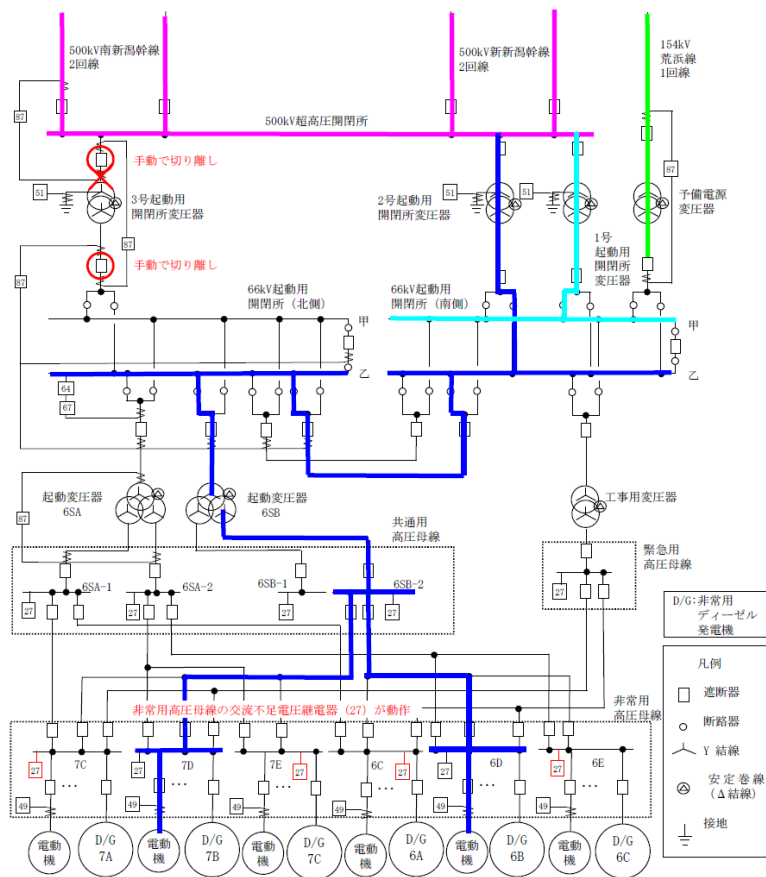 500kV南新潟幹線
2回線
500kV新新潟幹線
2回線
154kV
荒浜線
1回線
87
500kV超高圧開閉所
手動で切り離し
51
3号起動用
開閉所変圧器
87
手動で切り離し
87
51
2号起動用
開閉所変圧器
51
87
予備電源
変圧器
1号
起動用
開閉所
変圧器
66kV起動用
開閉所（北側）
66kV起動用
開閉所（南側）
甲
乙
甲
乙
64
67
起動変圧器
6SA
起動変圧器
6SB
工事用変圧器
87
共通用
高圧母線
緊急用
高圧母線
6SA-1
6SA-2
6SB-1
6SB-2
27
27
27
27
27
D/G:非常用
ディーゼル
発電機
凡例
遮断器
断路器
Y 結線
安定巻線
(Δ結線)
接地
非常用高圧母線の交流不足電圧継電器（27）が動作
非常用
高圧母線
7C
7D
7E
6C
6D
6E
27
27
27
27
27
27
…
…
…
…
…
…
49
49
49
49
49
49
電動
機
D/G
7A
電動
機
D/G
7B
電動
機
D/G
7C
電動
機
D/G
6A
電動
機
D/G
6B
電動
機
D/G
6C